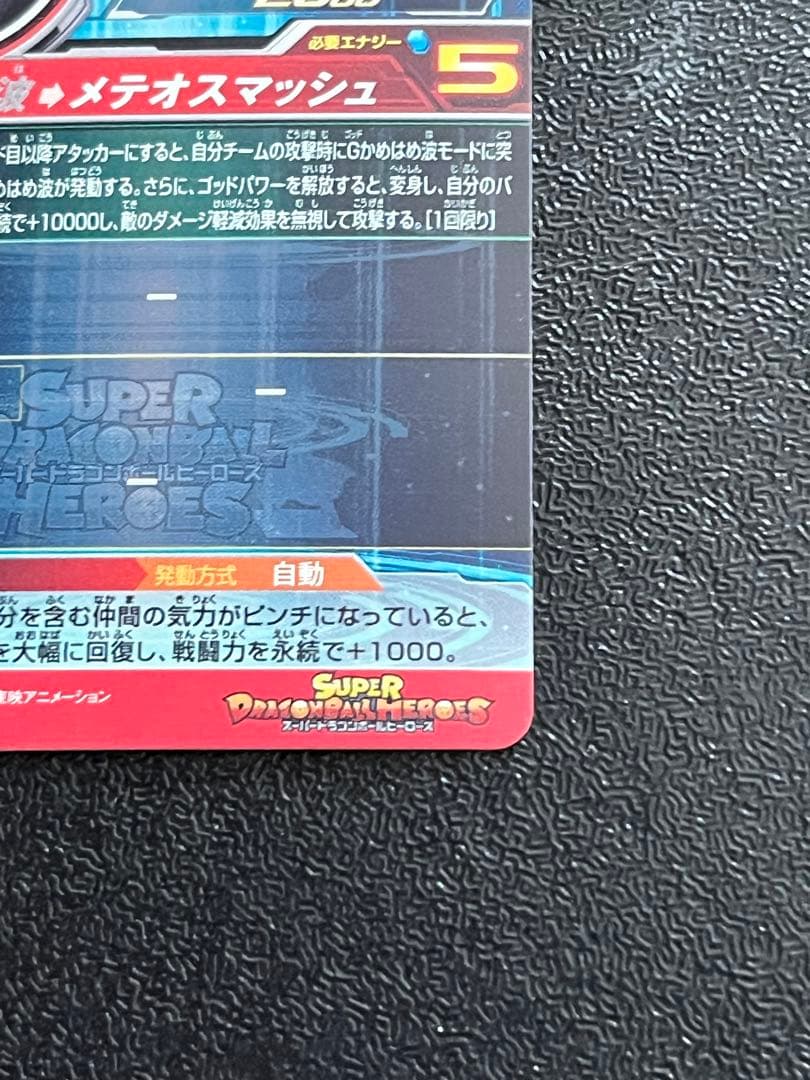 必要エナジー 5
波⇨メテオスマッシュ
ド目以降アタッカーにすると、自分チームの攻撃時にGかめはめ波モードに突
めはめ波が発動する。さらに、ゴッドパワーを解放すると、変身し、自分のパ
続で+10000し、敵のダメージ軽減効果を無視して攻撃する。[1回限り]
SUPER
DRAGONBALL
スーパードラゴンボールヒーローズ
HEROES
発動方式 自動
分を含む仲間の気力がピンチになっていると、
を大幅に回復し、戦闘力を永続で+1000。
東映アニメーション
SUPER
DRAGONBALL HEROES
スーパードラゴンボールヒーローズ